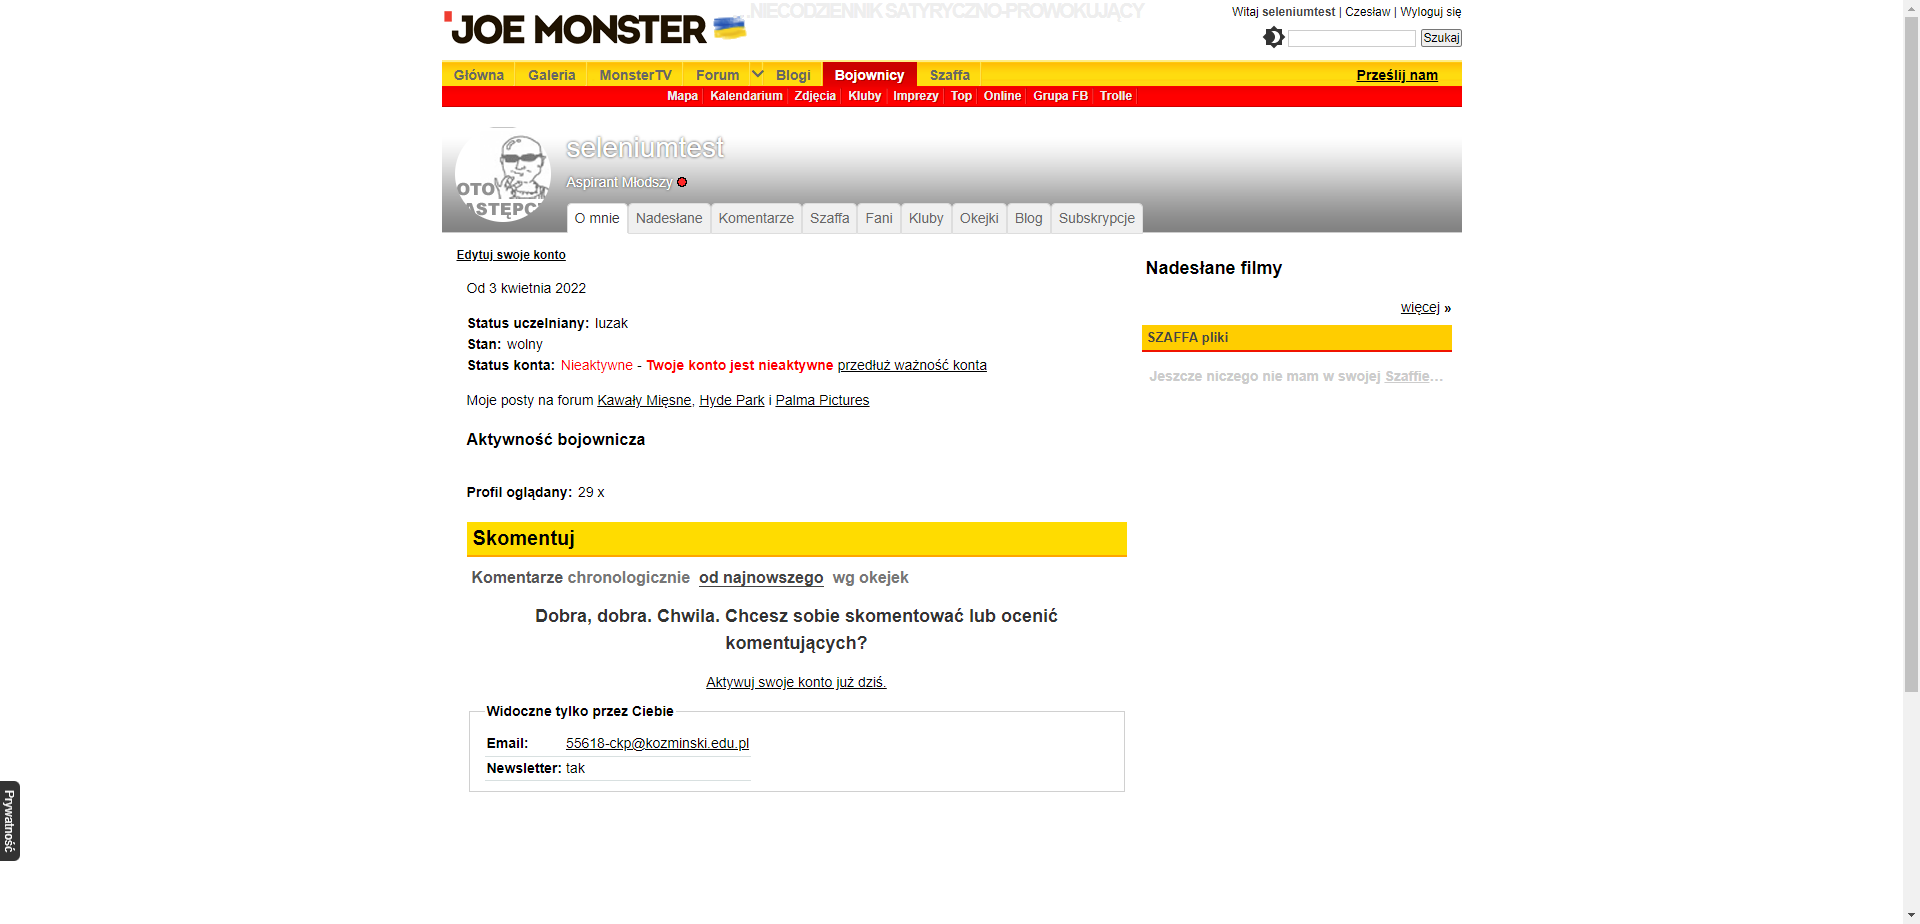 JOE MONSTER
NIECODZIENNIK SATYRYCZNO-PROWOKUJĄCY
Witaj seleniumtest | Czesław | Wyloguj się
Szukaj
Główna Galeria MonsterTV Forum Blogi Bojownicy Szaffa Prześlij nam
Mapa Kalendarium Zdjęcia Kluby Imprezy Top Online Grupa FB Trolle
seleniumtest
Aspirant Młodszy
OTO
ASTĘPC
O mnie Nadesłane Komentarze Szaffa Fani Kluby Okejki Blog Subskrypcje
Edytuj swoje konto
Od 3 kwietnia 2022
Status uczelniany: luzak
Stan: wolny
Status konta: Nieaktywne - Twoje konto jest nieaktywne przedłuż ważność konta
Moje posty na forum Kawały Mięsne, Hyde Park i Palma Pictures
Aktywność bojownicza
Profil oglądany: 29 x
Skomentuj
Komentarze chronologicznie od najnowszego wg okejek
Dobra, dobra. Chwila. Chcesz sobie skomentować lub ocenić
komentujących?
Aktywuj swoje konto już dziś.
Widoczne tylko przez Ciebie
Email: 55618-ckp@kozminski.edu.pl
Newsletter: tak
Nadesłane filmy
więcej »
SZAFFA pliki
Jeszcze niczego nie mam w swojej Szaffie...
Prywatność